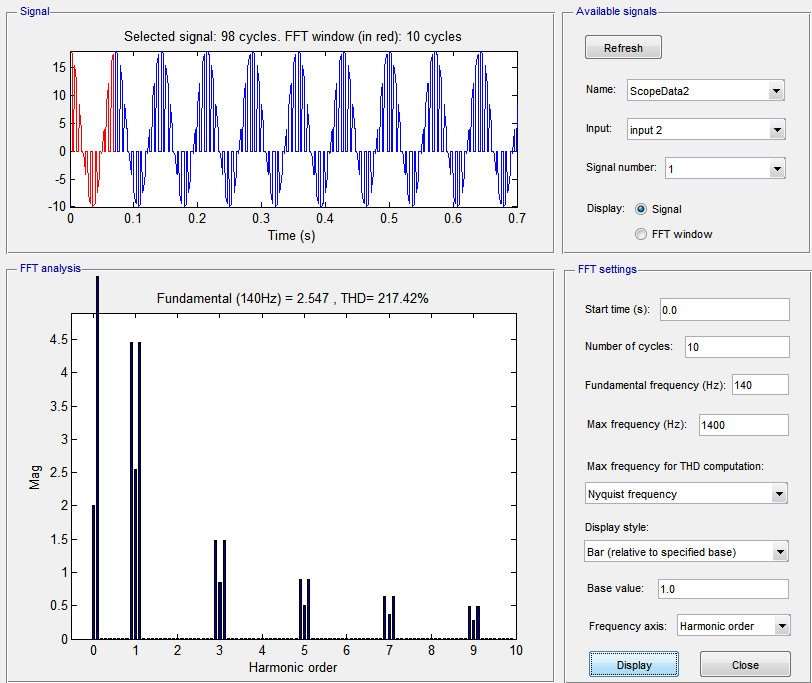 Signal
Selected signal: 98 cycles. FFT window (in red): 10 cycles
15
10
5
0
-5
-10
0
0.1
0.2
0.3
0.4
0.5
0.6
0.7
Time (s)
Available signals
Refresh
Name:
ScopeData2
Input:
input 2
Signal number:
1
Display:
Signal
FFT window
FFT analysis
Fundamental (140Hz) = 2.547 , THD= 217.42%
4.5
4
3.5
3
2.5
2
1.5
1
0.5
0
Mag
0
1
2
3
4
5
6
7
8
9
10
Harmonic order
FFT settings
Start time (s):
0.0
Number of cycles:
10
Fundamental frequency (Hz):
140
Max frequency (Hz):
1400
Max frequency for THD computation:
Nyquist frequency
Display style:
Bar (relative to specified base)
Base value:
1.0
Frequency axis:
Harmonic order
Display
Close